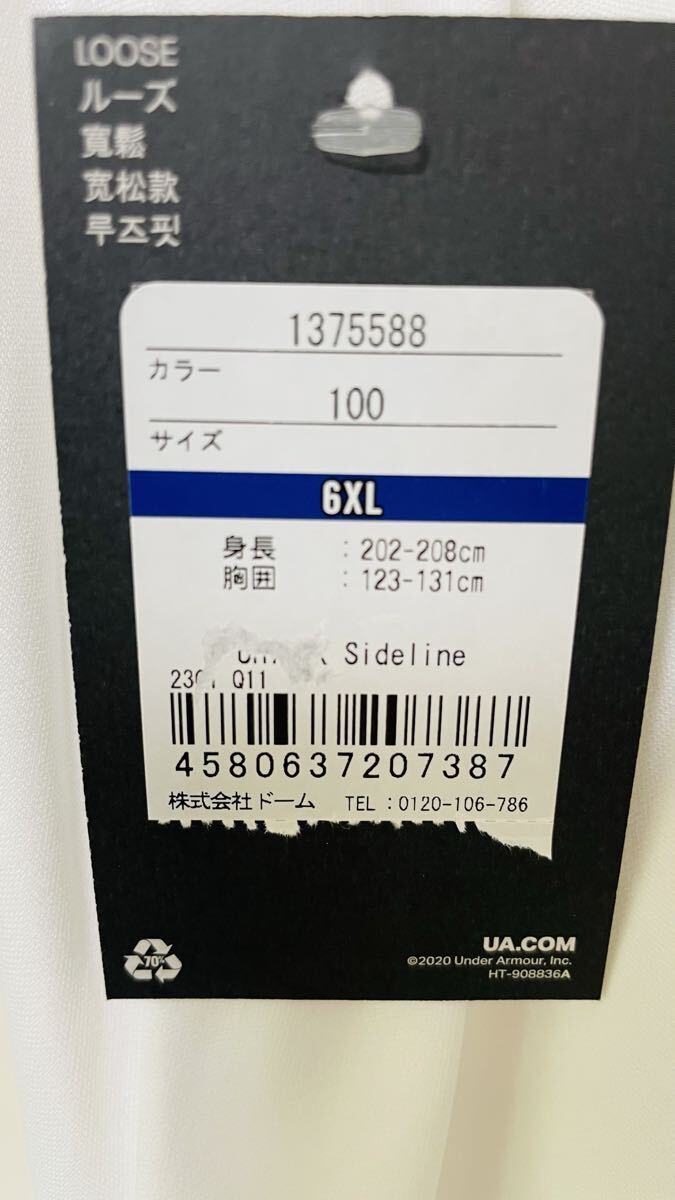 LOOSE
ルーズ
寬鬆
宽松款
루즈핏
1375588
カラー
100
サイズ
6XL
身長 : 202-208cm
胸囲 : 123-131cm
Sideline
Q11
4580637207387
株式会社ドーム TEL:0120-106-786
70%
UA.COM
©2020 Under Armour, Inc.
HT-908836A